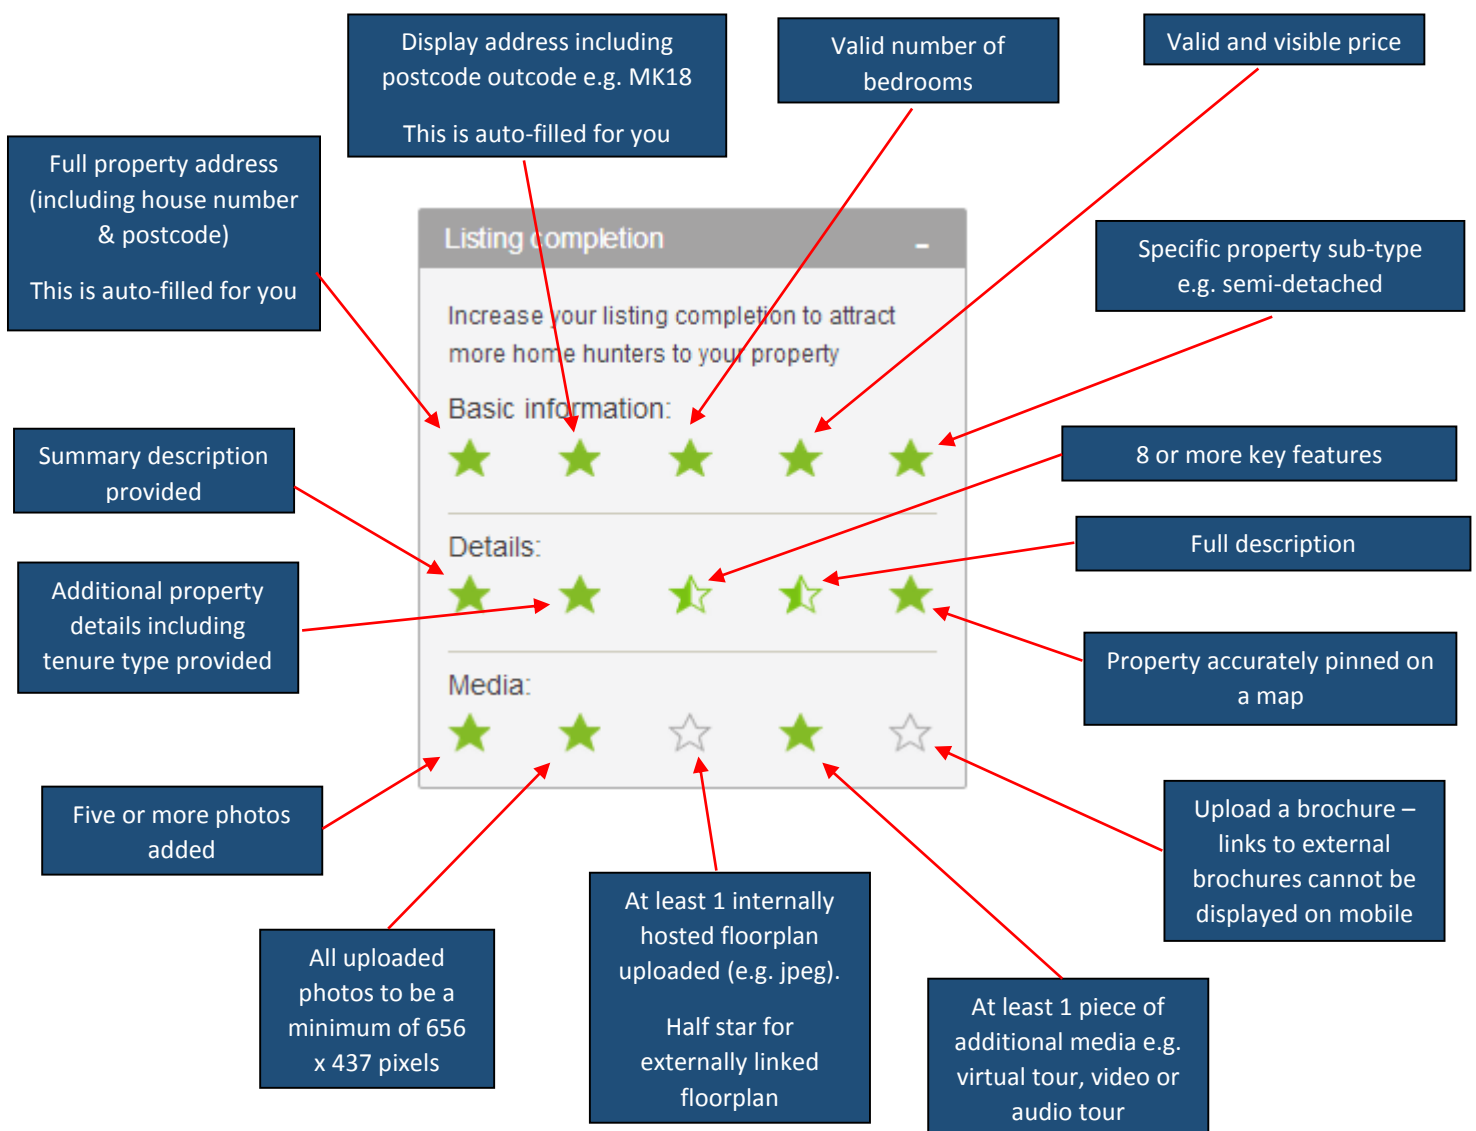 Display address including
postcode outcode e.g. MK18
This is auto-filled for you
Valid number of
bedrooms
Valid and visible price
Full property address
(including house number
& postcode)
This is auto-filled for you
Specific property sub-type
e.g. semi-detached
Listing completion
Increase your listing completion to attract
more home hunters to your property
Basic information:
Summary description
provided
8 or more key features
Details:
Full description
Additional property
details including
tenure type provided
Property accurately pinned on
a map
Media:
Five or more photos
added
Upload a brochure –
links to external
brochures cannot be
displayed on mobile
All uploaded
photos to be a
minimum of 656
x 437 pixels
At least 1 internally
hosted floorplan
uploaded (e.g. jpeg).
Half star for
externally linked
floorplan
At least 1 piece of
additional media e.g.
virtual tour, video or
audio tour